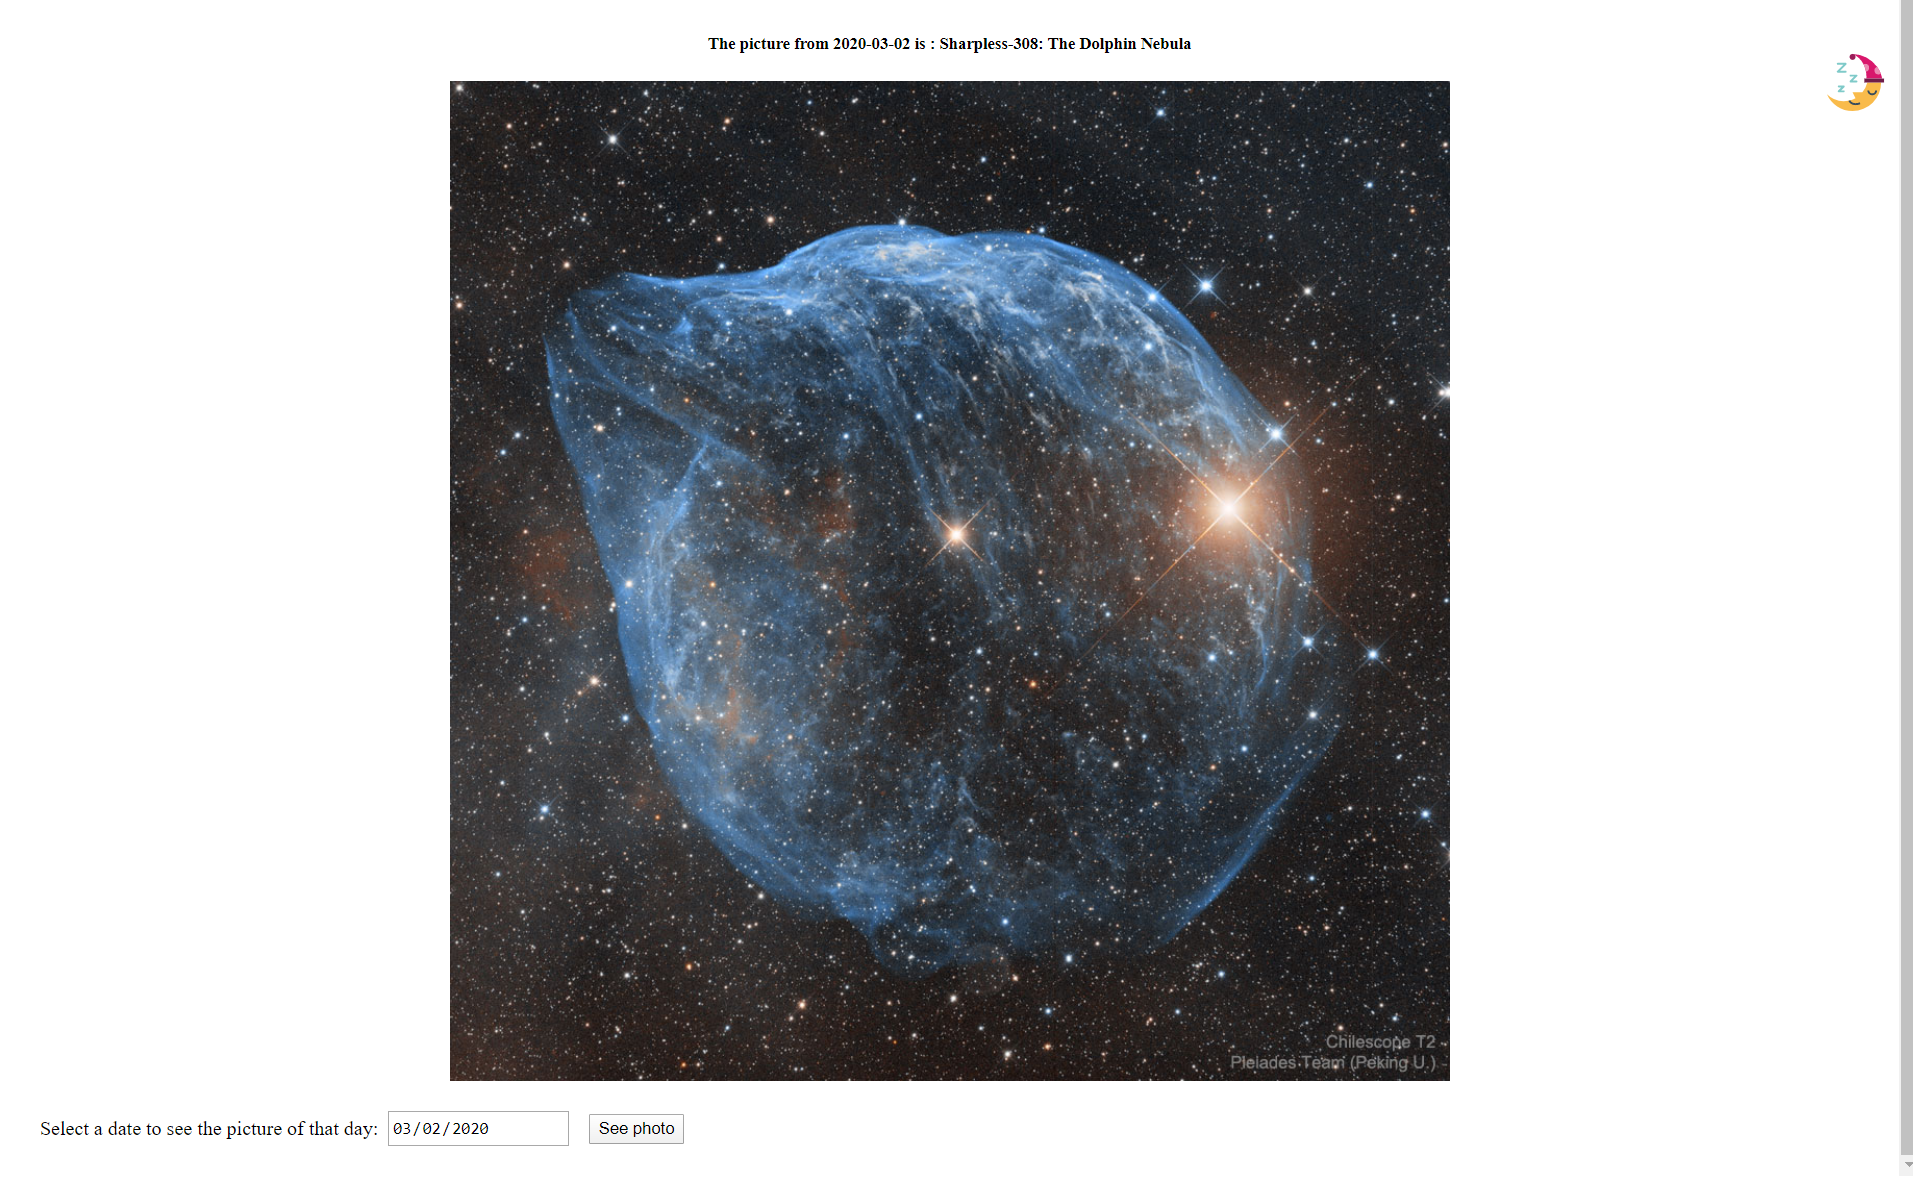 The picture from 2020-03-02 is : Sharpless-308: The Dolphin Nebula
Z
Z
Z
Chilescope T2
Pleiades Team (Peking U.)
Select a date to see the picture of that day: 03/02/2020 See photo